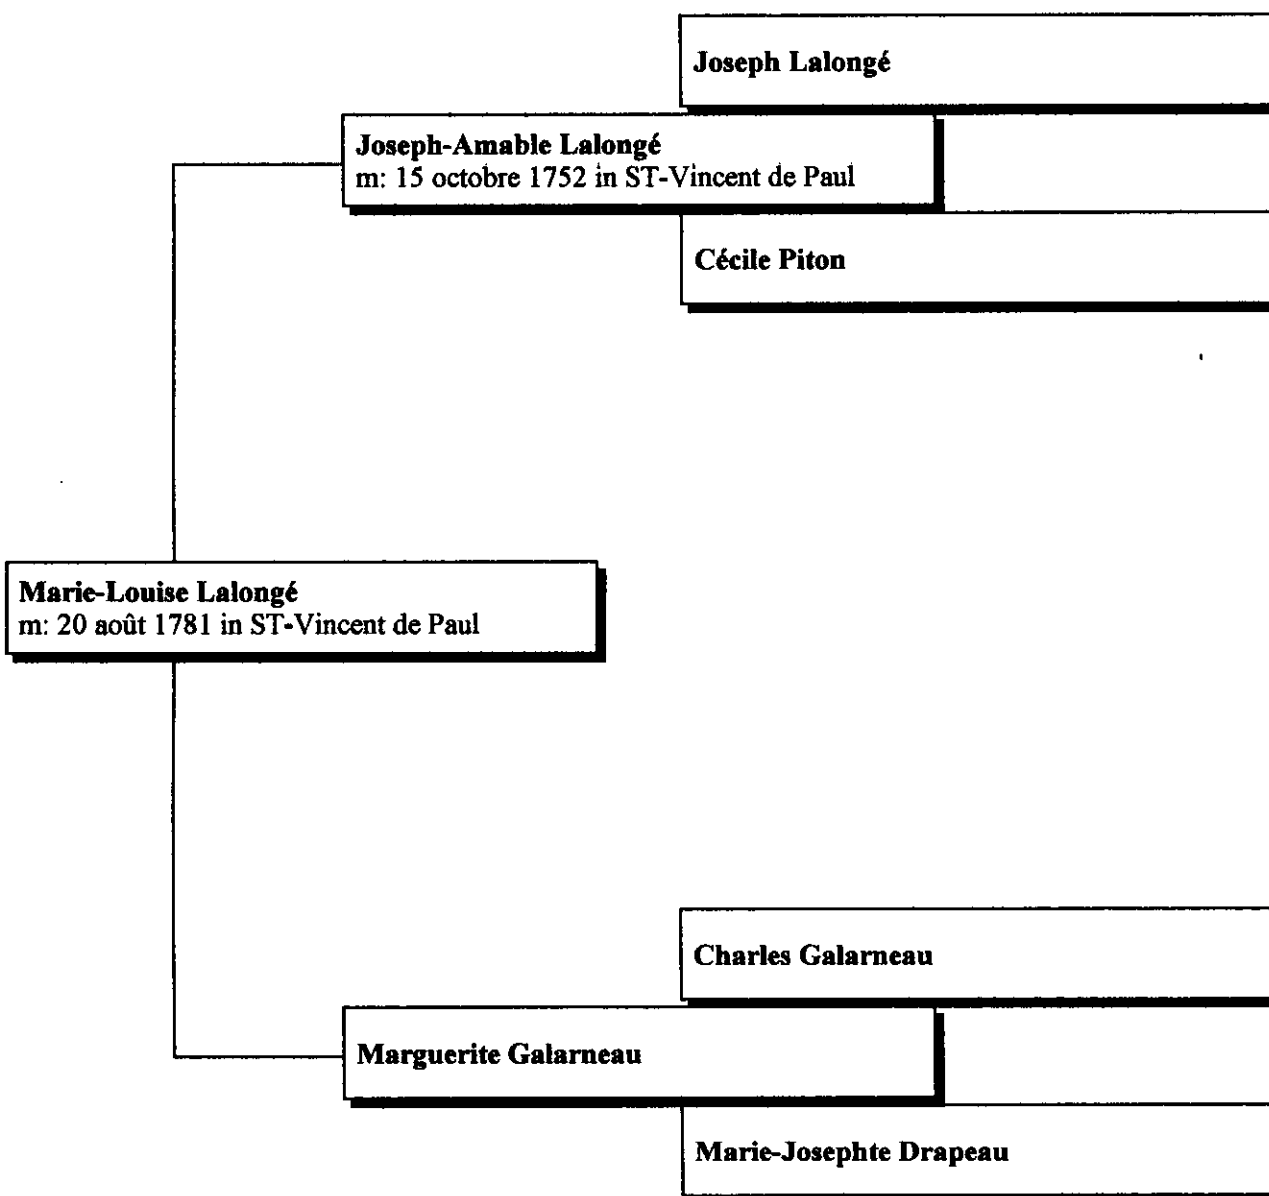 Joseph Lalongé
Joseph-Amable Lalongé
m: 15 octobre 1752 in ST-Vincent de Paul
Cécile Piton
Marie-Louise Lalongé
m: 20 août 1781 in ST-Vincent de Paul
Charles Galarneau
Marguerite Galarneau
Marie-Josephte Drapeau